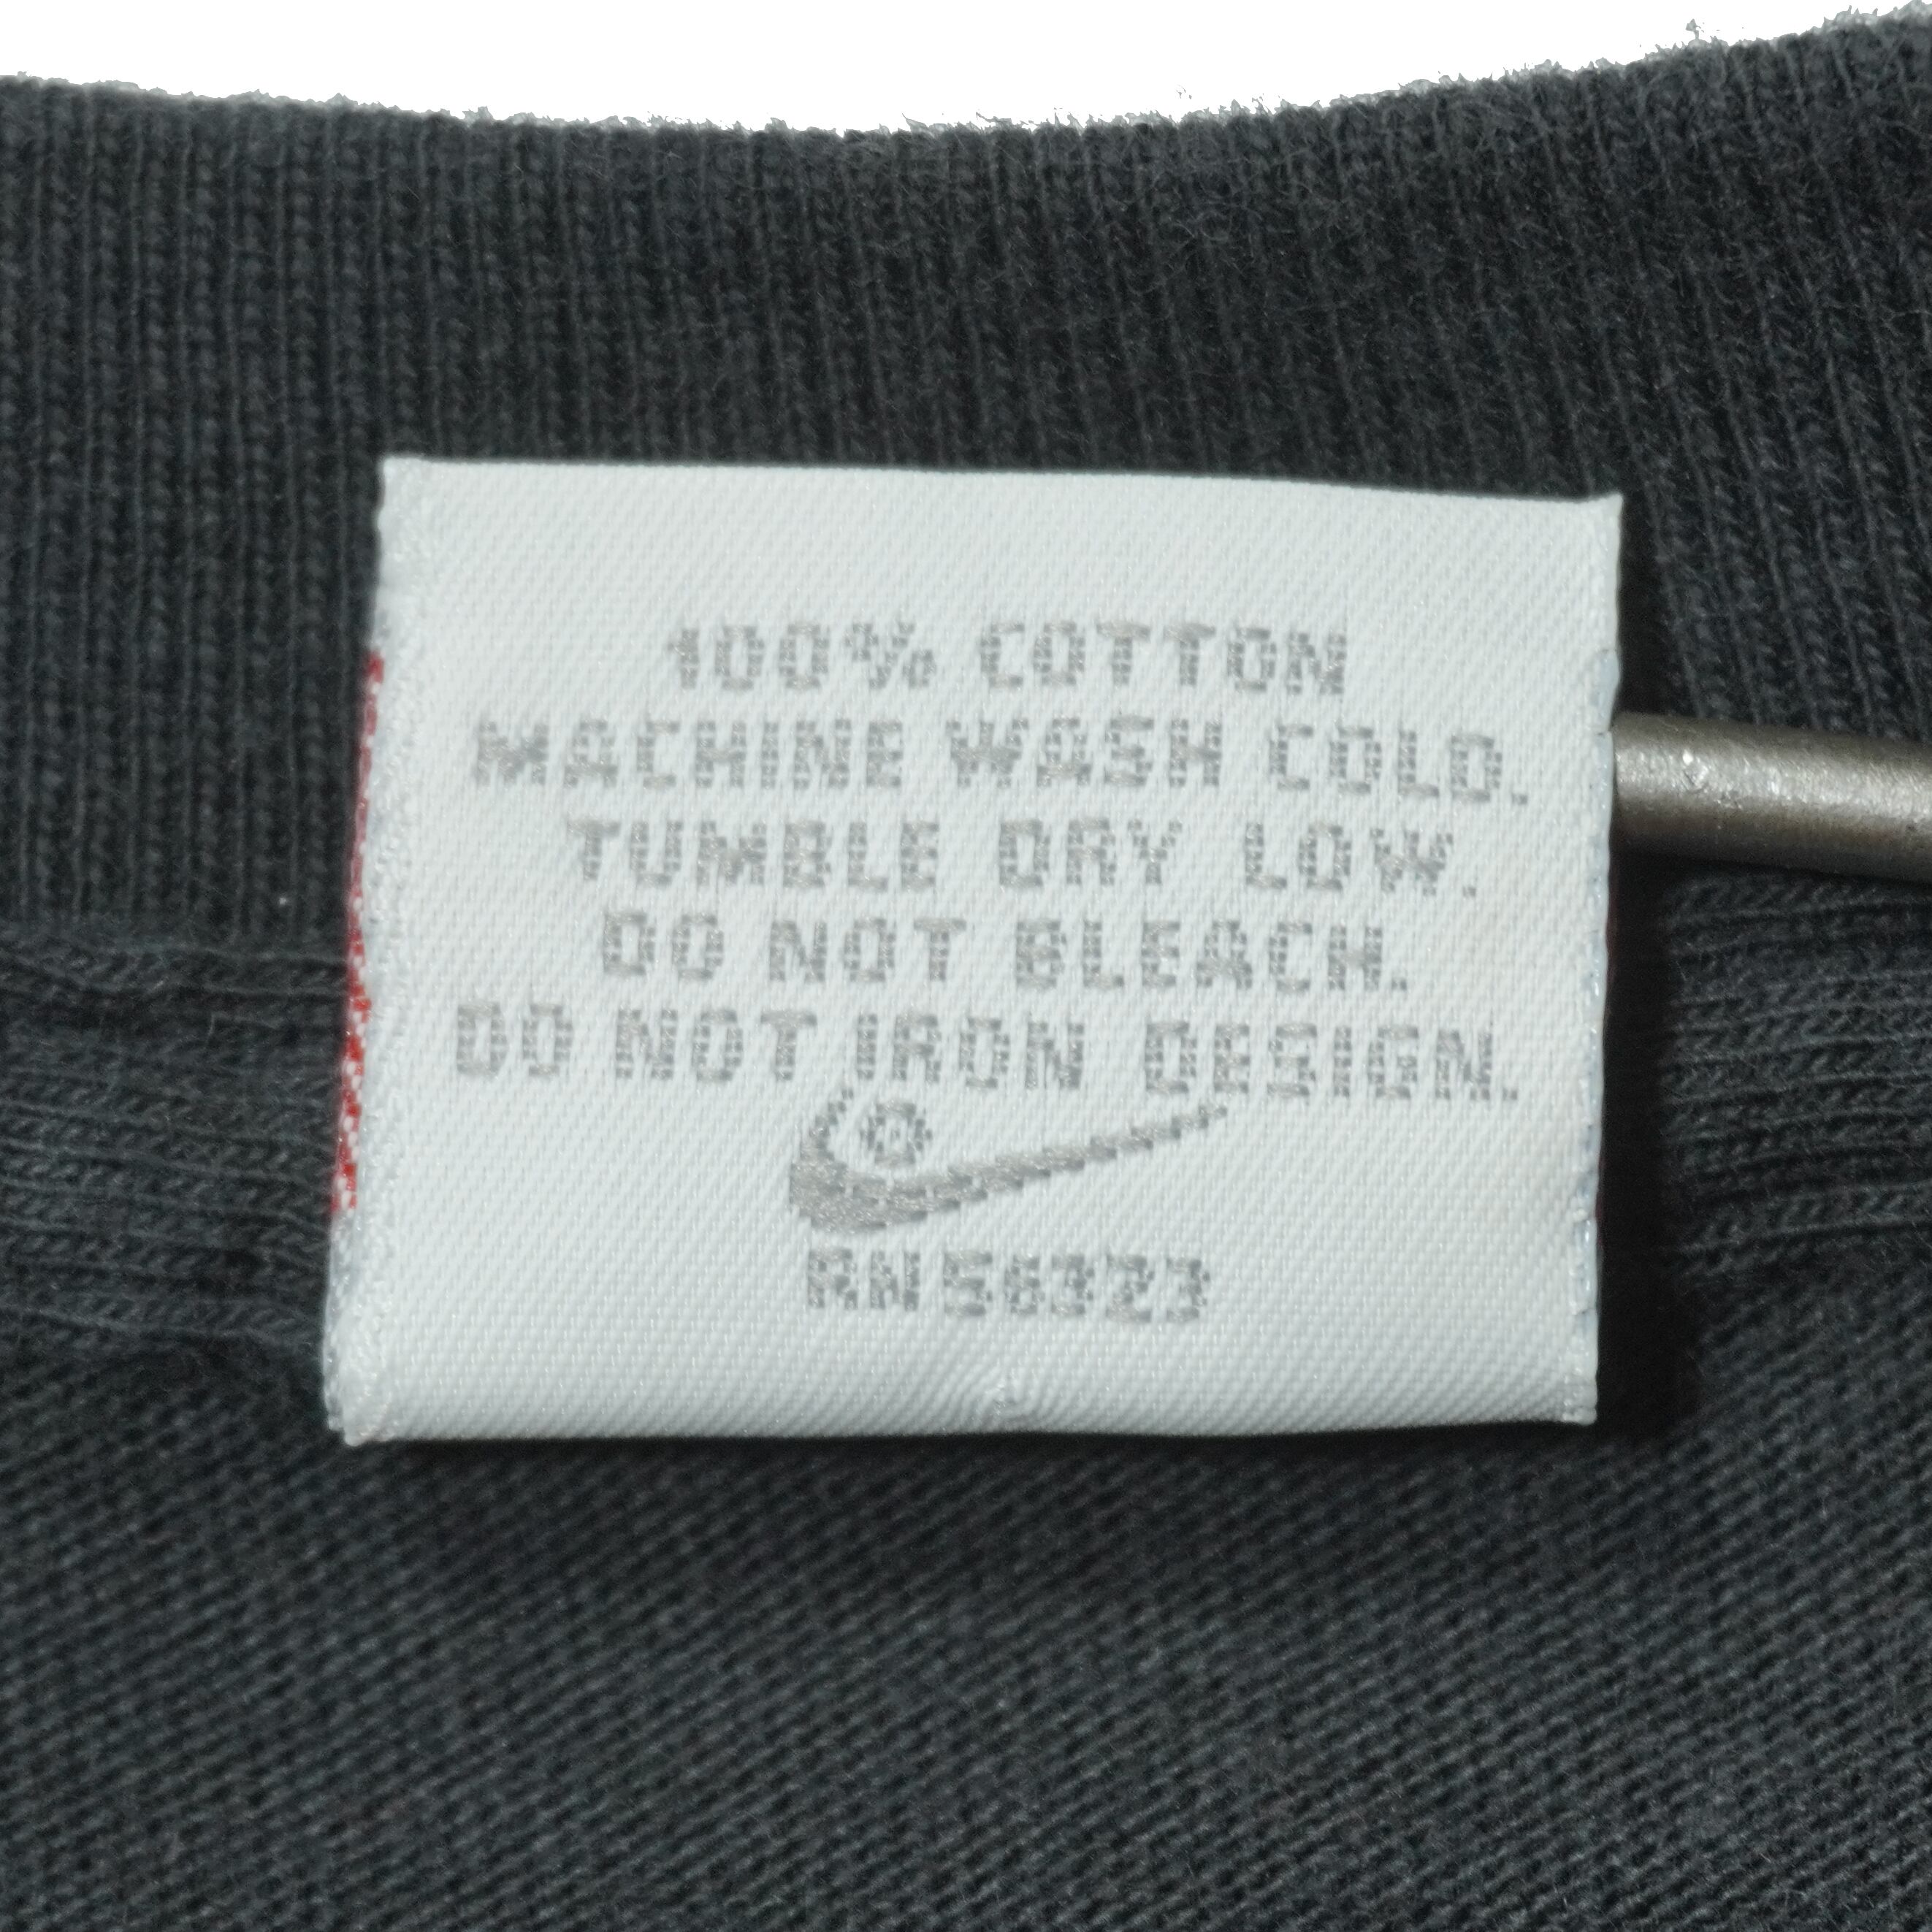 100% COTTON
MACHINE WASH COLD.
TUMBLE DRY LOW.
DO NOT BLEACH.
DO NOT IRON DESIGN.
®
RN56323